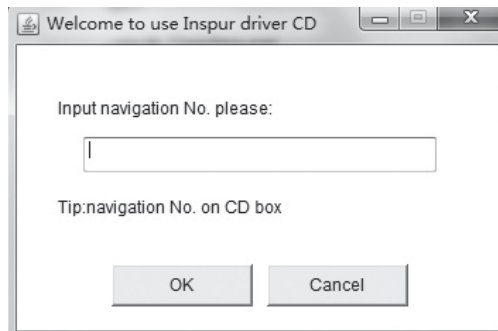 Welcome to use Inspur driver CD
Input navigation No. please:
Tip:navigation No. on CD box
OK
Cancel